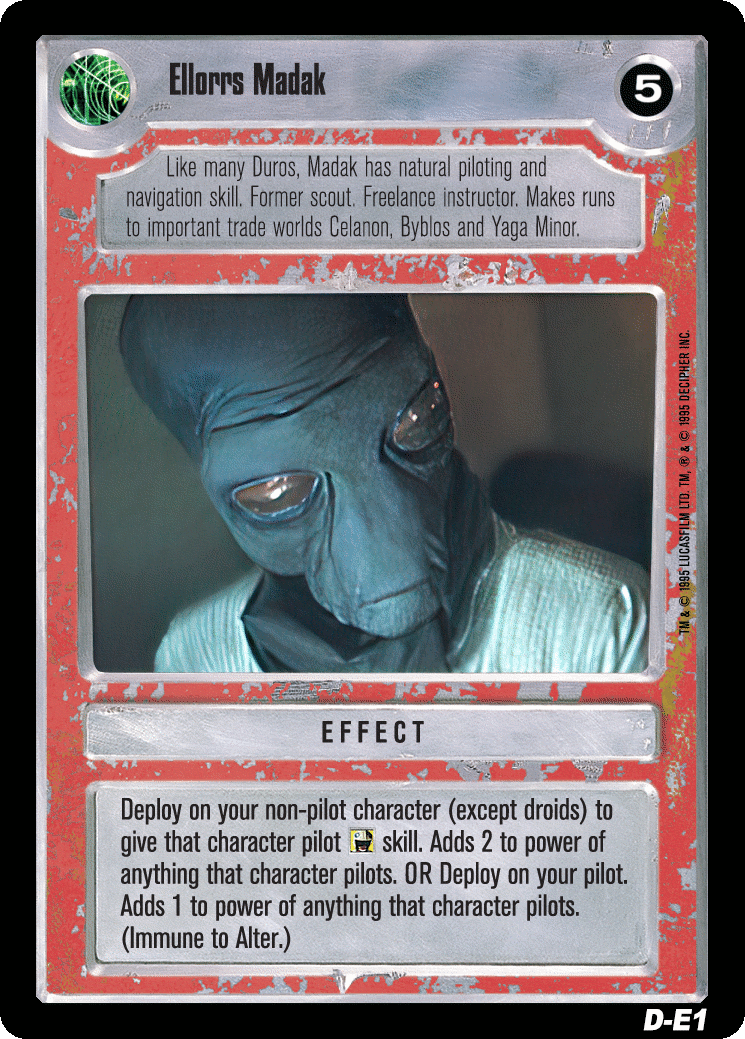 Ellorrs Madak
5
Like many Duros, Madak has natural piloting and
navigation skill. Former scout. Freelance instructor. Makes runs
to important trade worlds Celanon, Byblos and Yaga Minor.
TM & © 1995 LUCASFILM LTD. TM, ® & © 1995 DECIPHER INC.
EFFECT
Deploy on your non-pilot character (except droids) to
give that character pilot skill. Adds 2 to power of
anything that character pilots. OR Deploy on your pilot.
Adds 1 to power of anything that character pilots.
(Immune to Alter.)
D-E1